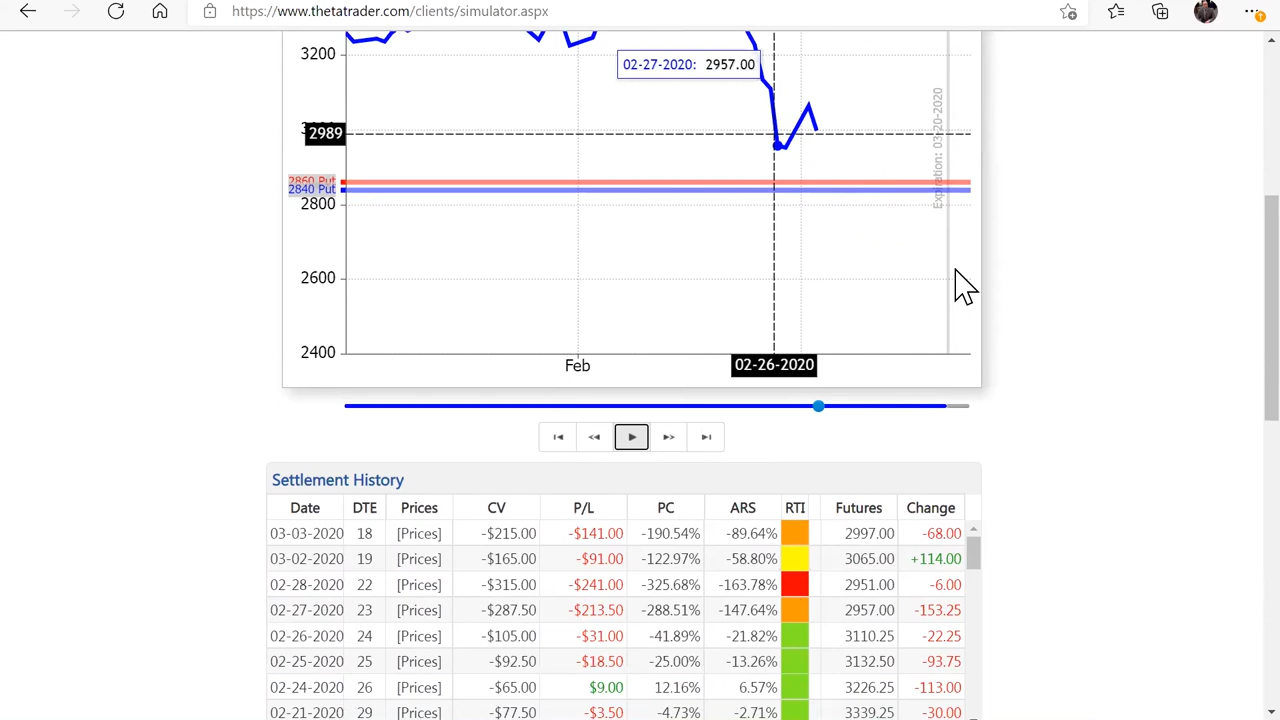 https://www.thetatrader.com/clients/simulator.aspx
3200
02-27-2020: 2957.00
2989
2860 Put
2840 Put
2800
2600
2400
Expiration: 03-20-2020
Feb
02-26-2020
Settlement History
Date DTE Prices CV P/L PC ARS RTI Futures Change
03-03-2020 18 [Prices] -$215.00 -$141.00 -190.54% -89.64% 2997.00 -68.00
03-02-2020 19 [Prices] -$165.00 -$91.00 -122.97% -58.80% 3065.00 +114.00
02-28-2020 22 [Prices] -$315.00 -$241.00 -325.68% -163.78% 2951.00 -6.00
02-27-2020 23 [Prices] -$287.50 -$213.50 -288.51% -147.64% 2957.00 -153.25
02-26-2020 24 [Prices] -$105.00 -$31.00 -41.89% -21.82% 3110.25 -22.25
02-25-2020 25 [Prices] -$92.50 -$18.50 -25.00% -13.26% 3132.50 -93.75
02-24-2020 26 [Prices] -$65.00 $9.00 12.16% 6.57% 3226.25 -113.00
02-21-2020 29 [Prices] -$77.50 -$3.50 -4.73% -2.71% 3339.25 -30.00